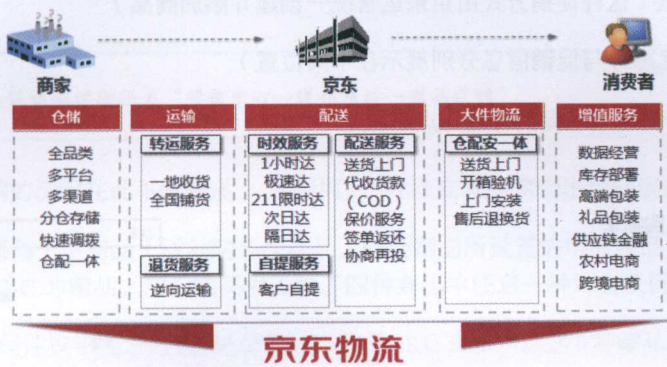 商家
京东
消费者
仓储
全品类
多平台
多渠道
分仓存储
快速调拨
仓配一体
运输
转运服务
一地收货
全国铺货
退货服务
逆向运输
配送
时效服务
1小时达
极速达
211限时达
次日达
隔日达
自提服务
客户自提
配送服务
送货上门
代收货款
（COD）
保价服务
签单返还
协商再投
大件物流
仓配安一体
送货上门
开箱验机
上门安装
售后退换货
增值服务
数据经营
库存部署
高端包装
礼品包装
供应链金融
农村电商
跨境电商
京东物流